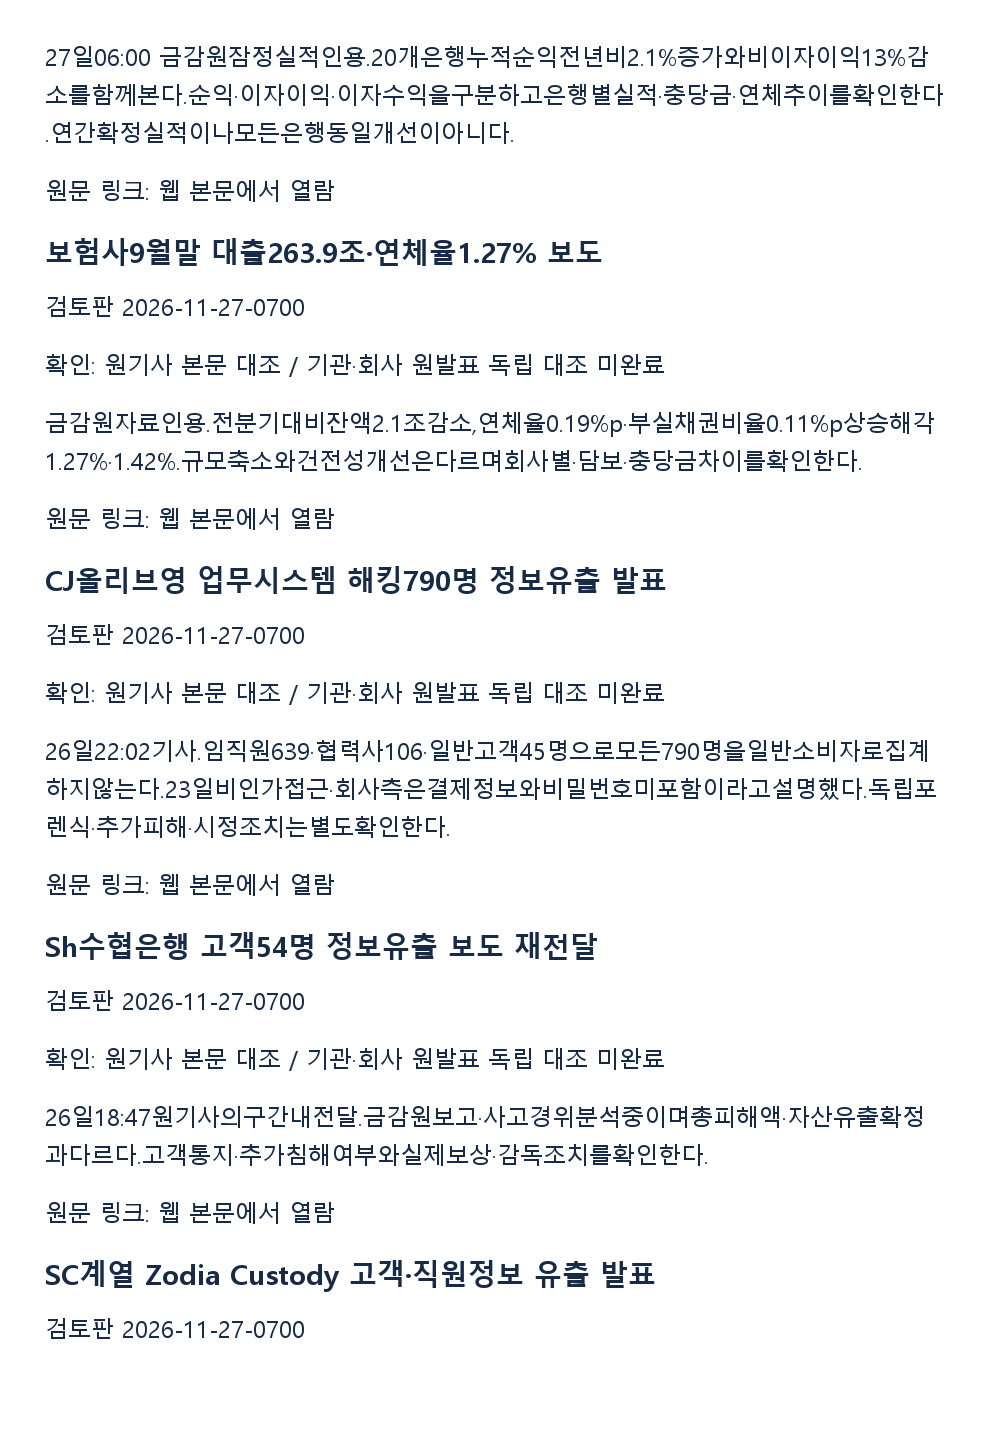 27일06:00 금감원잠정실적인용.20개은행누적순익전년비2.1%증가와비이자이익13%감
소를함께본다.순익·이자이익·이자수익을구분하고은행별실적·충당금·연체추이를확인한다
.연간확정실적이나모든은행동일개선이아니다.
원문 링크: 웹 본문에서 열람
보험사9월말 대출263.9조·연체율1.27% 보도
검토판 2026-11-27-0700
확인: 원기사 본문 대조 / 기관·회사 원발표 독립 대조 미완료
금감원자료인용.전분기대비잔액2.1조감소,연체율0.19%p·부실채권비율0.11%p상승해각
1.27%·1.42%.규모축소와건전성개선은다르며회사별·담보·충당금차이를확인한다.
원문 링크: 웹 본문에서 열람
CJ올리브영 업무시스템 해킹790명 정보유출 발표
검토판 2026-11-27-0700
확인: 원기사 본문 대조 / 기관·회사 원발표 독립 대조 미완료
26일22:02기사.임직원639·협력사106·일반고객45명으로모든790명을일반소비자로집계
하지않는다.23일비인가접근·회사측은결제정보와비밀번호미포함이라고설명했다.독립포
렌식·추가피해·시정조치는별도확인한다.
원문 링크: 웹 본문에서 열람
Sh수협은행 고객54명 정보유출 보도 재전달
검토판 2026-11-27-0700
확인: 원기사 본문 대조 / 기관·회사 원발표 독립 대조 미완료
26일18:47원기사의구간내전달.금감원보고·사고경위분석중이며총피해액·자산유출확정
과다르다.고객통지·추가침해여부와실제보상·감독조치를확인한다.
원문 링크: 웹 본문에서 열람
SC계열 Zodia Custody 고객·직원정보 유출 발표
검토판 2026-11-27-0700